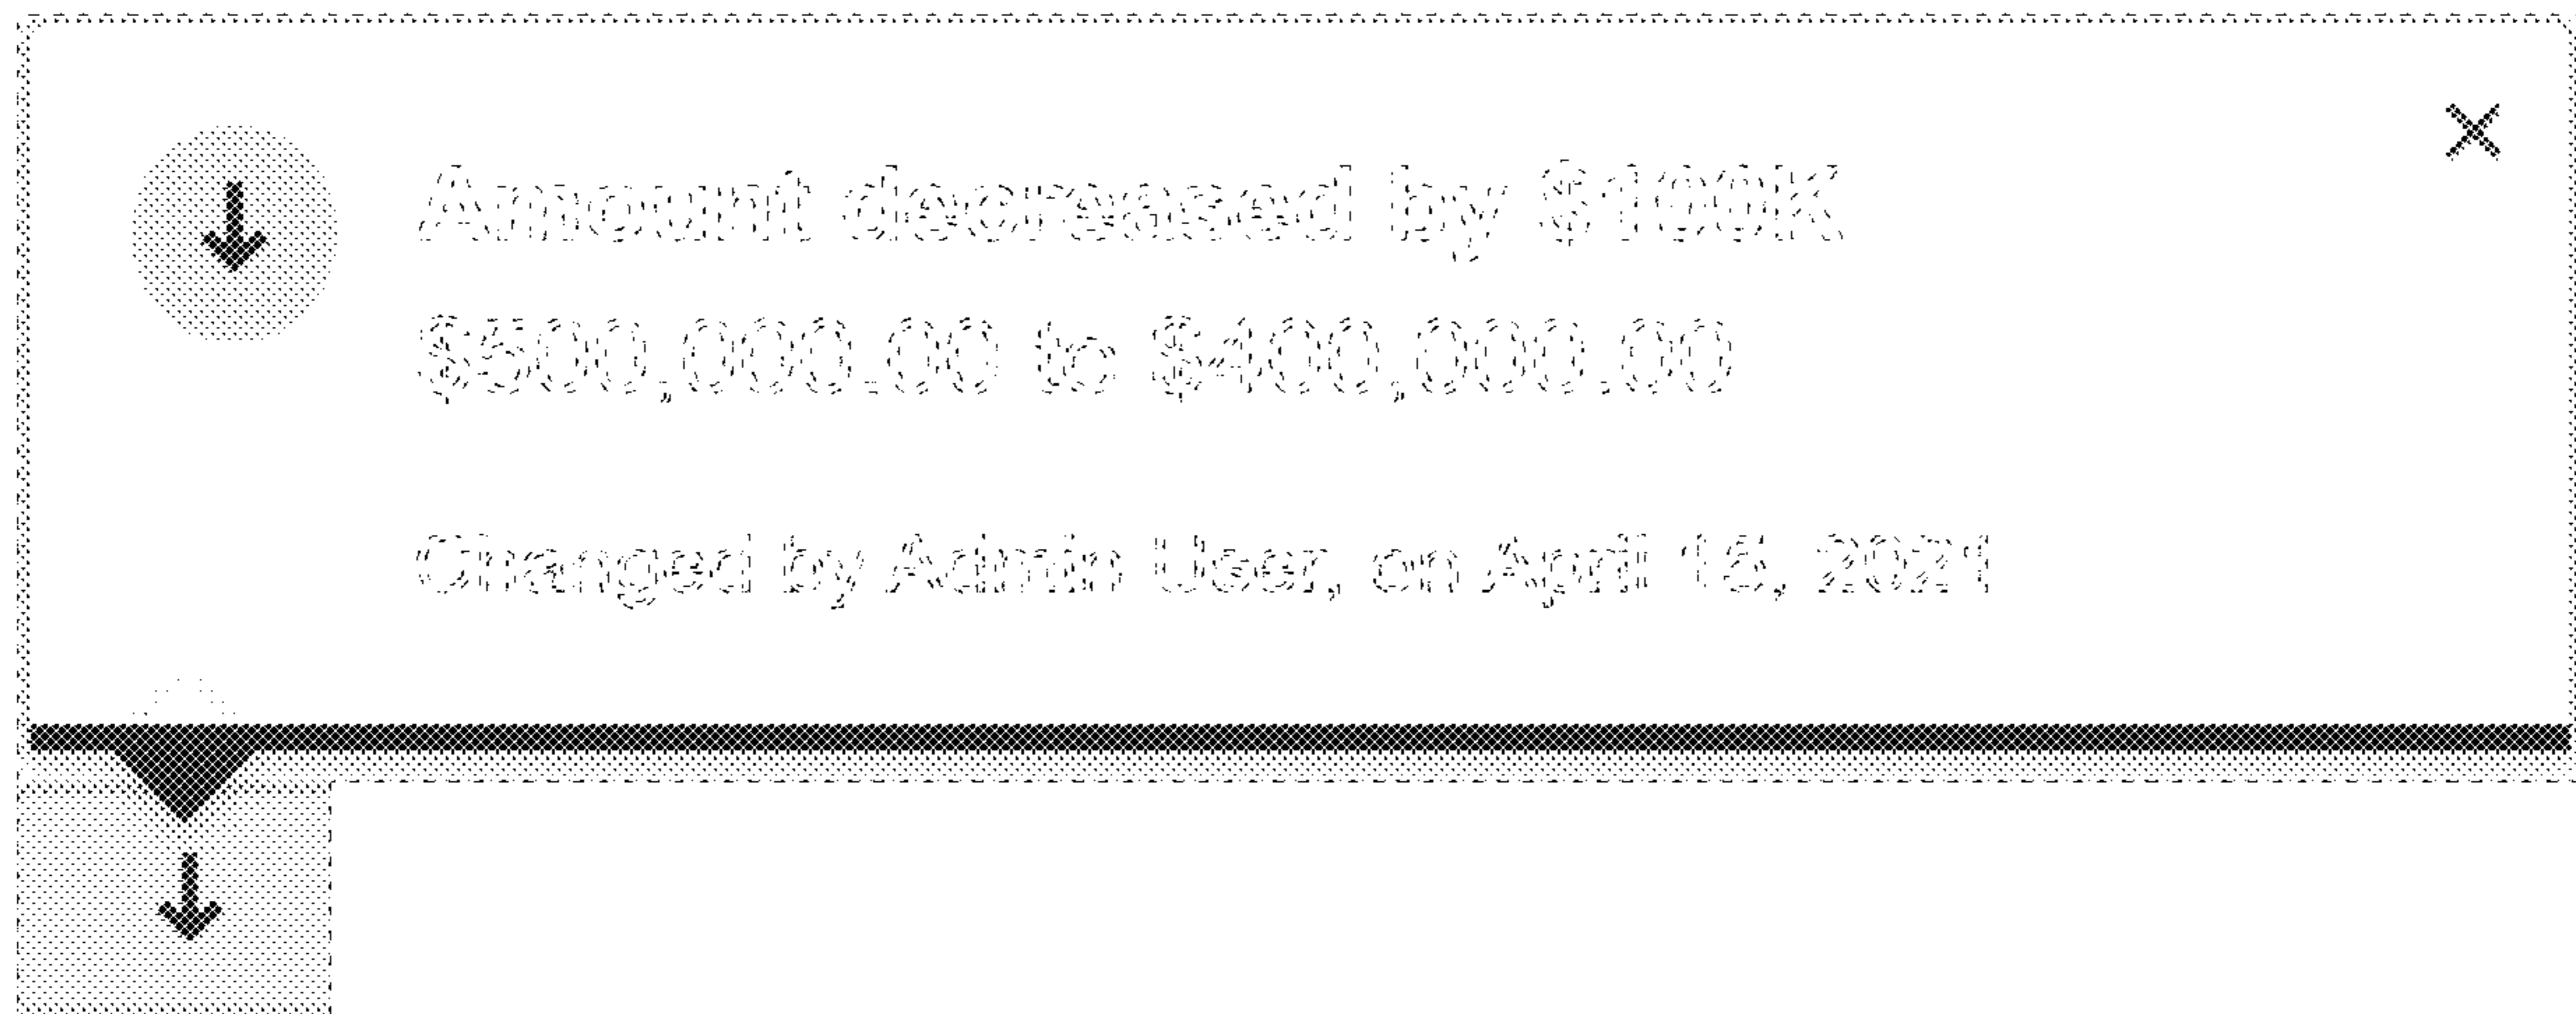 Amount decreased by $100K
$500,000.00 to $400,000.00
Changed by Admin User, on April 15, 2021